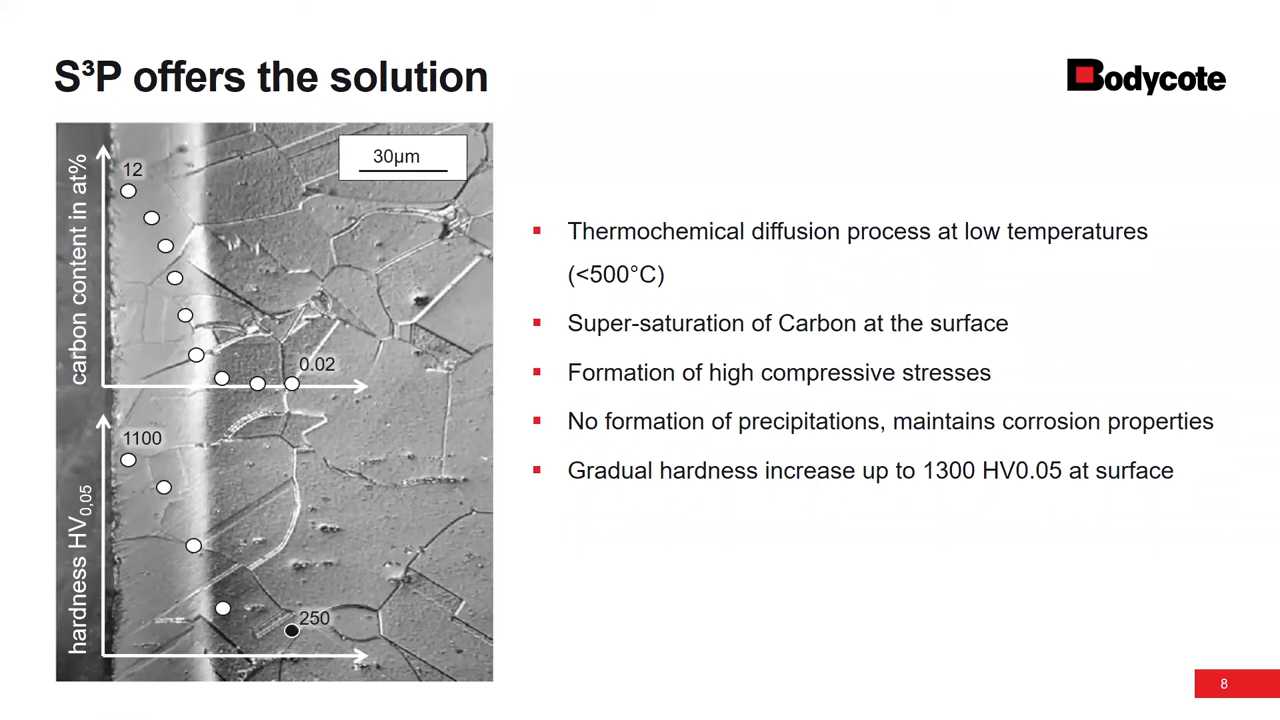 S³P offers the solution
Bodycote
30µm
carbon content in at%
12
0.02
hardness HV0,05
1100
250
Thermochemical diffusion process at low temperatures
(<500°C)
Super-saturation of Carbon at the surface
Formation of high compressive stresses
No formation of precipitations, maintains corrosion properties
Gradual hardness increase up to 1300 HV0.05 at surface
8